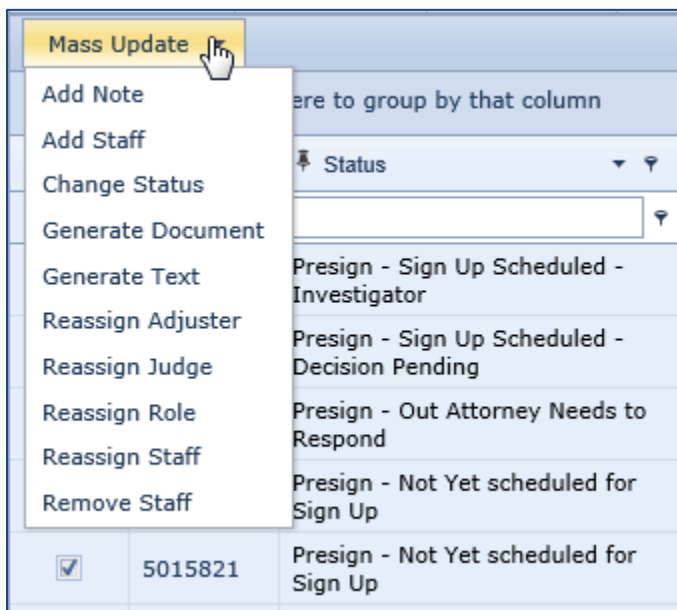 Mass Update
Add Note
Add Staff
Change Status
Generate Document
Generate Text
Reassign Adjuster
Reassign Judge
Reassign Role
Reassign Staff
Remove Staff
to group by that column
Status
Presign - Sign Up Scheduled -
Investigator
Presign - Sign Up Scheduled -
Decision Pending
Presign - Out Attorney Needs to
Respond
Presign - Not Yet scheduled for
Sign Up
5015821
Presign - Not Yet scheduled for
Sign Up